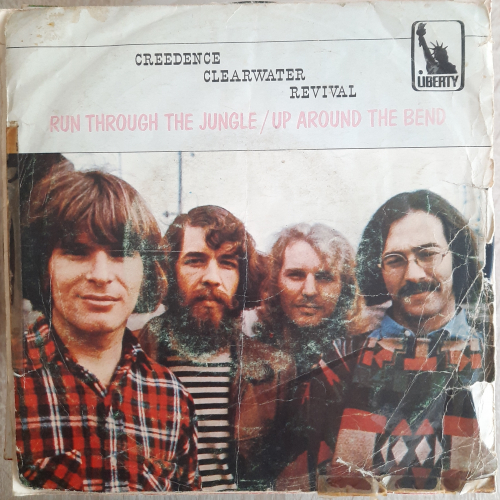 CREEDENCE
CLEARWATER
REVIVAL
LIBERTY
RUN THROUGH THE JUNGLE / UP AROUND THE BEND